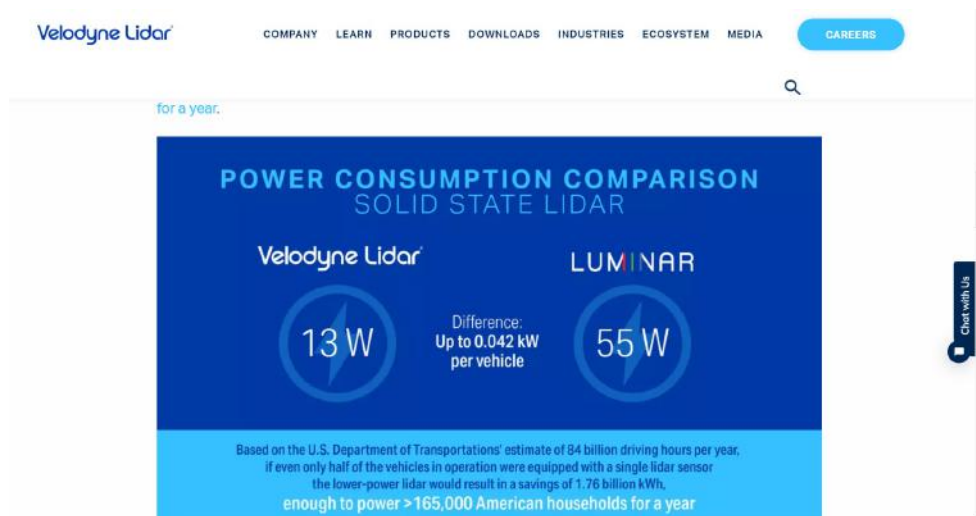 Velodyne Lidar
COMPANY LEARN PRODUCTS DOWNLOADS INDUSTRIES ECOSYSTEM MEDIA CAREERS
for a year.
POWER CONSUMPTION COMPARISON
SOLID STATE LIDAR
Velodyne Lidar
LUMINAR
13 W
Difference:
Up to 0.042 kW
per vehicle
55 W
Chat with Us
Based on the U.S. Department of Transportations' estimate of 84 billion driving hours per year,
if even only half of the vehicles in operation were equipped with a single lidar sensor
the lower-power lidar would result in a savings of 1.76 billion kWh,
enough to power >165,000 American households for a year